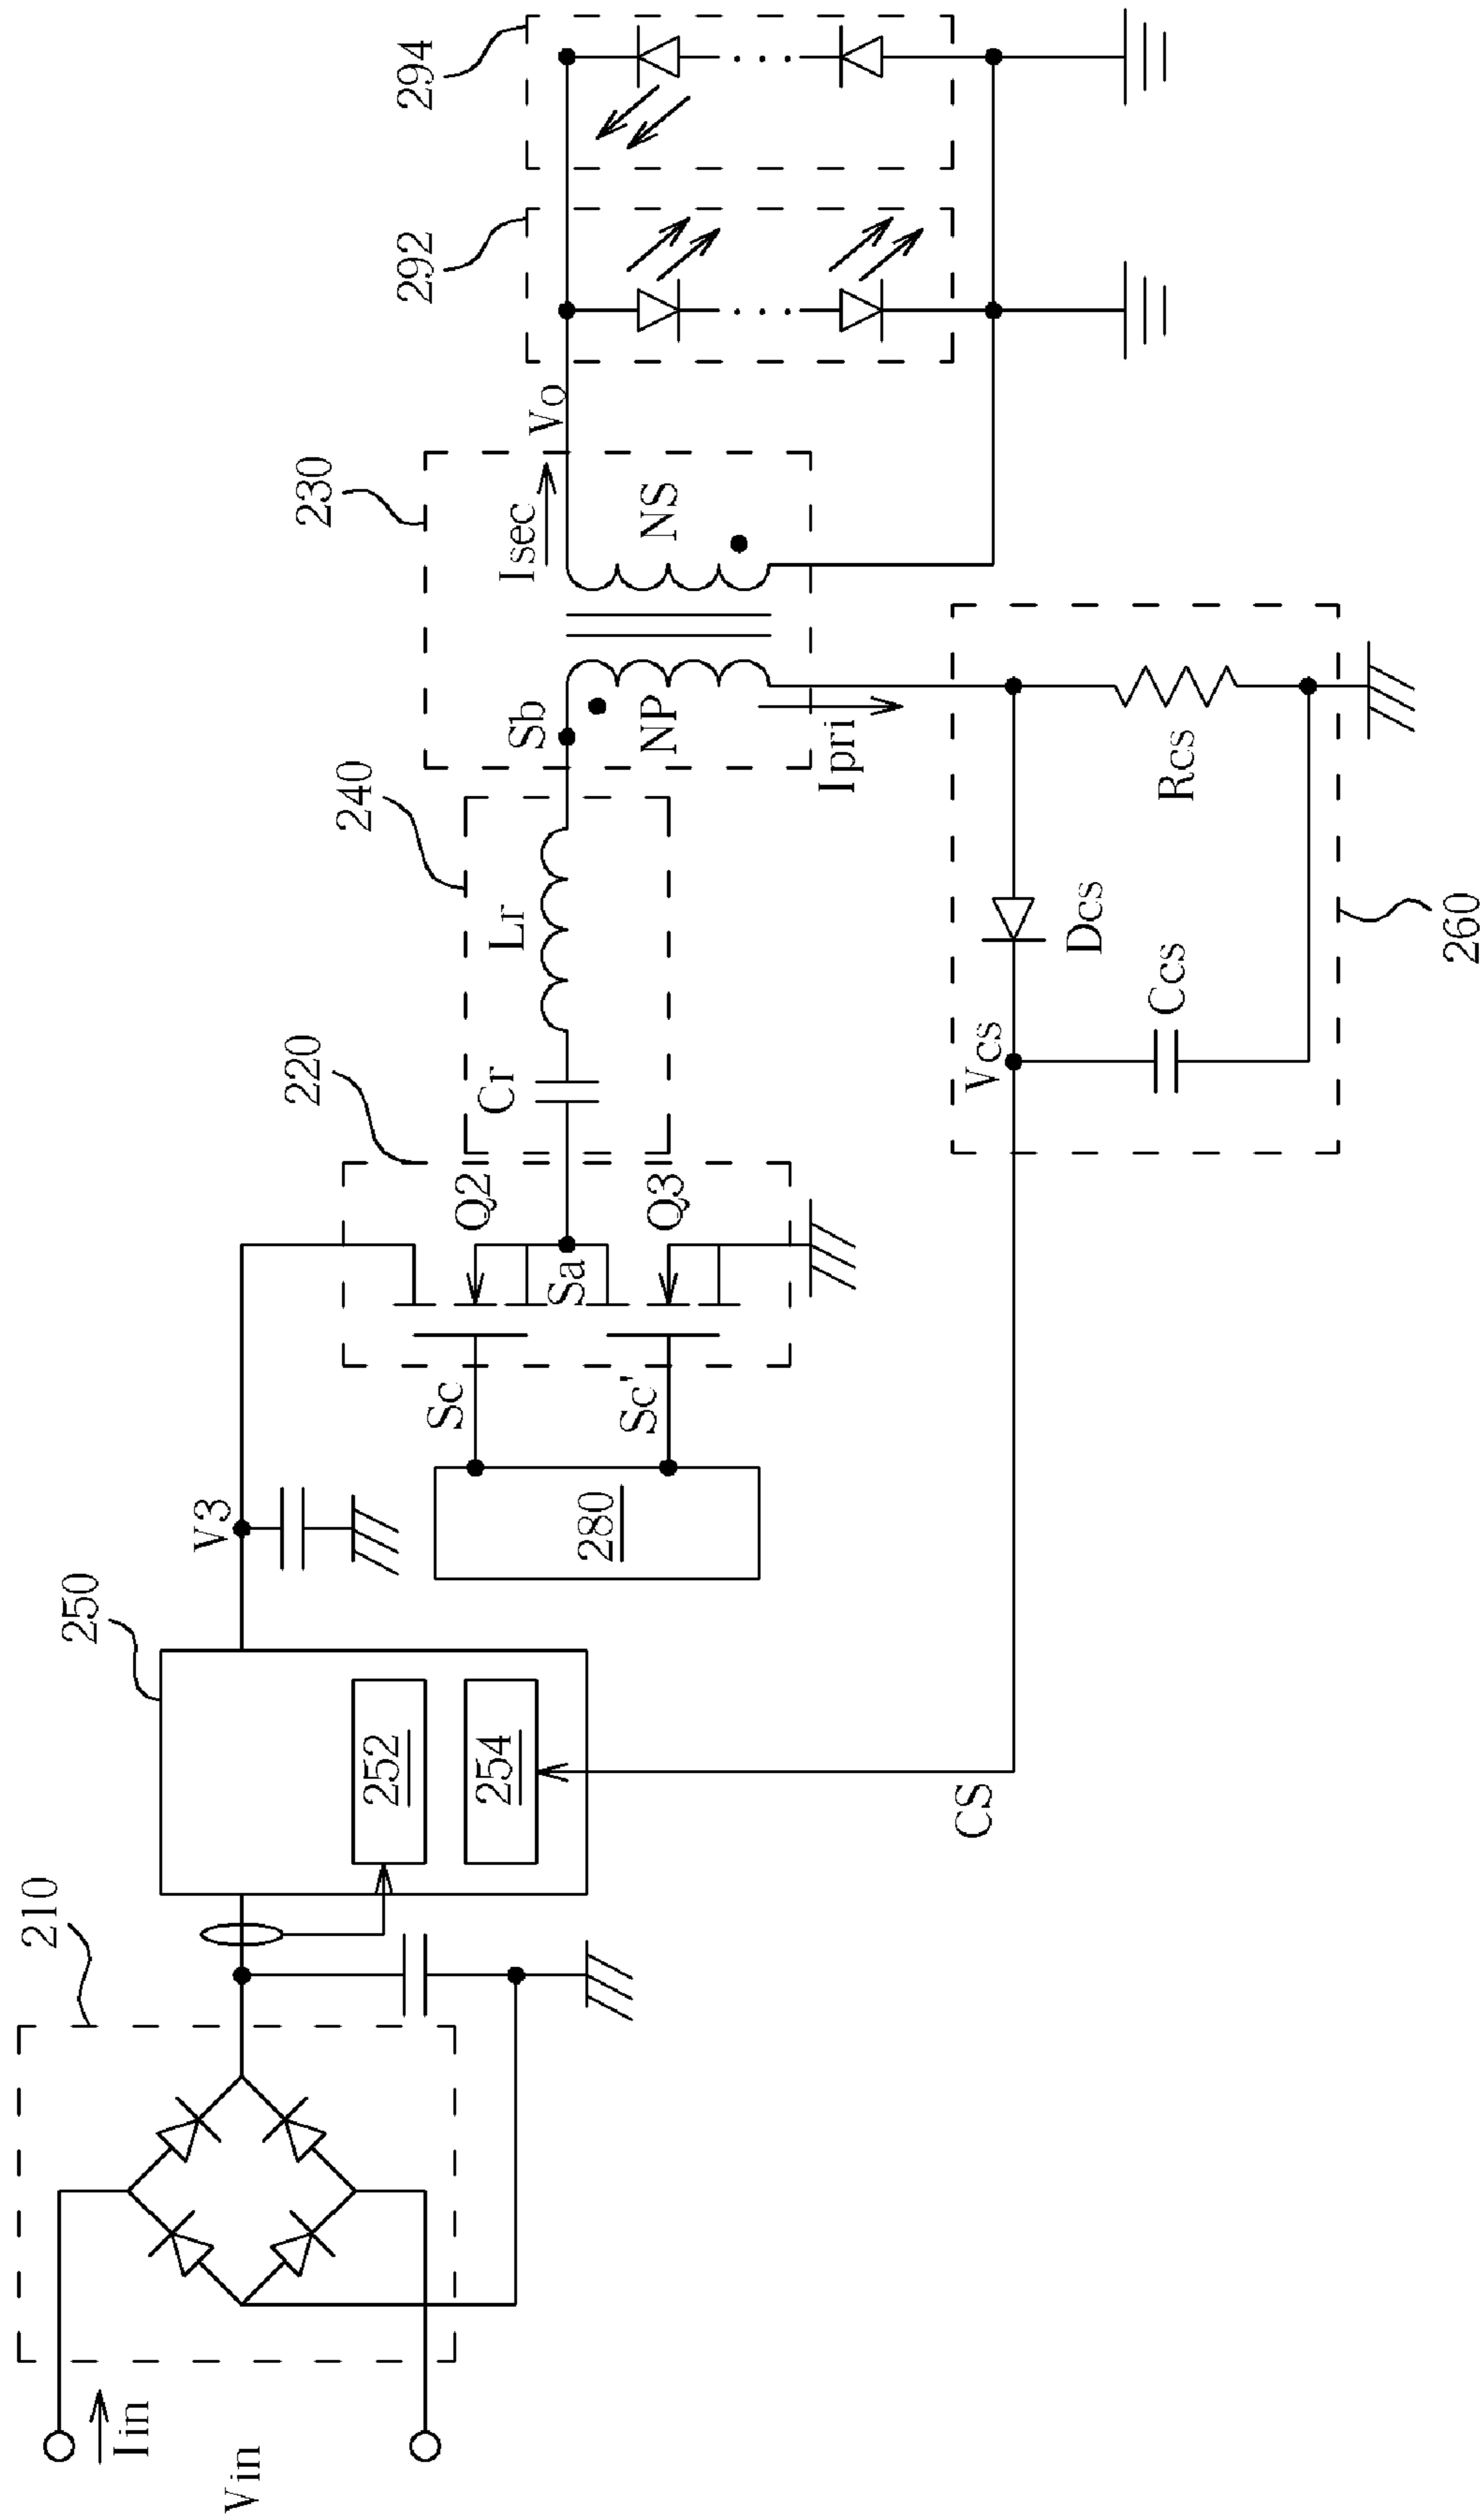 Vin
Iin
210
250
252
254
V3
280
Sc
Sc'
220
Q2
Q3
Sa
240
Cr
Lr
230
Sb
NP
NS
Ipri
Isec
Vo
292
294
CS
Vcs
Ccs
Dcs
Rcs
260